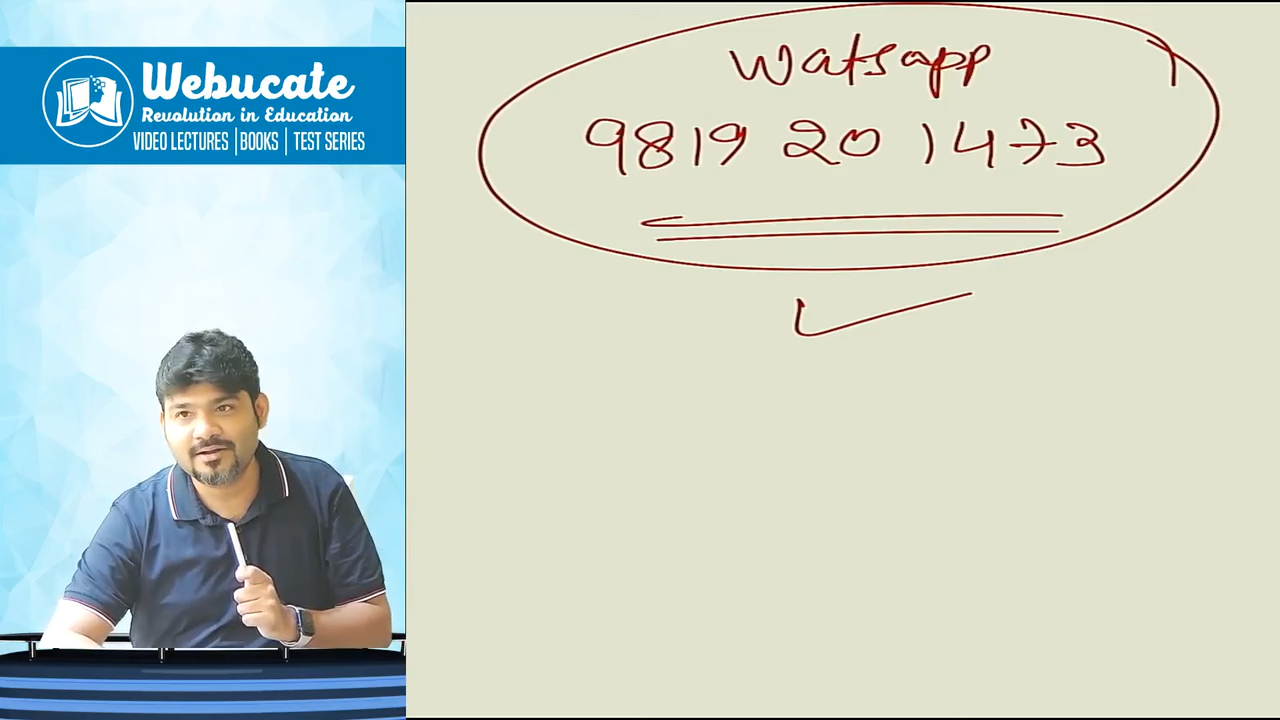 Webucate
Revolution in Education
VIDEO LECTURES | BOOKS | TEST SERIES
Watsapp
9819 20 1473